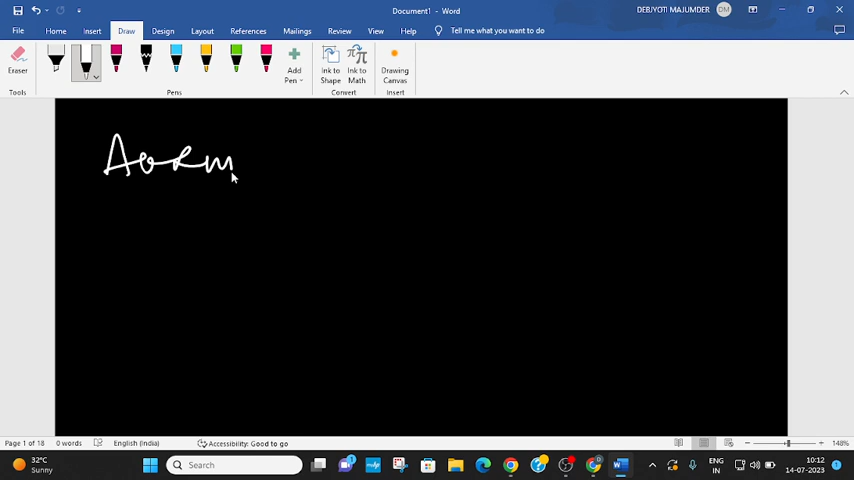 Document1 - Word
DEBJYOTI MAJUMDER DM
File Home Insert Draw Design Layout References Mailings Review View Help Tell me what you want to do
Eraser
Add Pen
Ink to Shape
Ink to Math
Drawing Canvas
Tools Pens Convert Insert
Page 1 of 18 0 words English (India) Accessibility: Good to go 148%
32°C
Sunny
Search
ENG
IN
10:12
14-07-2023